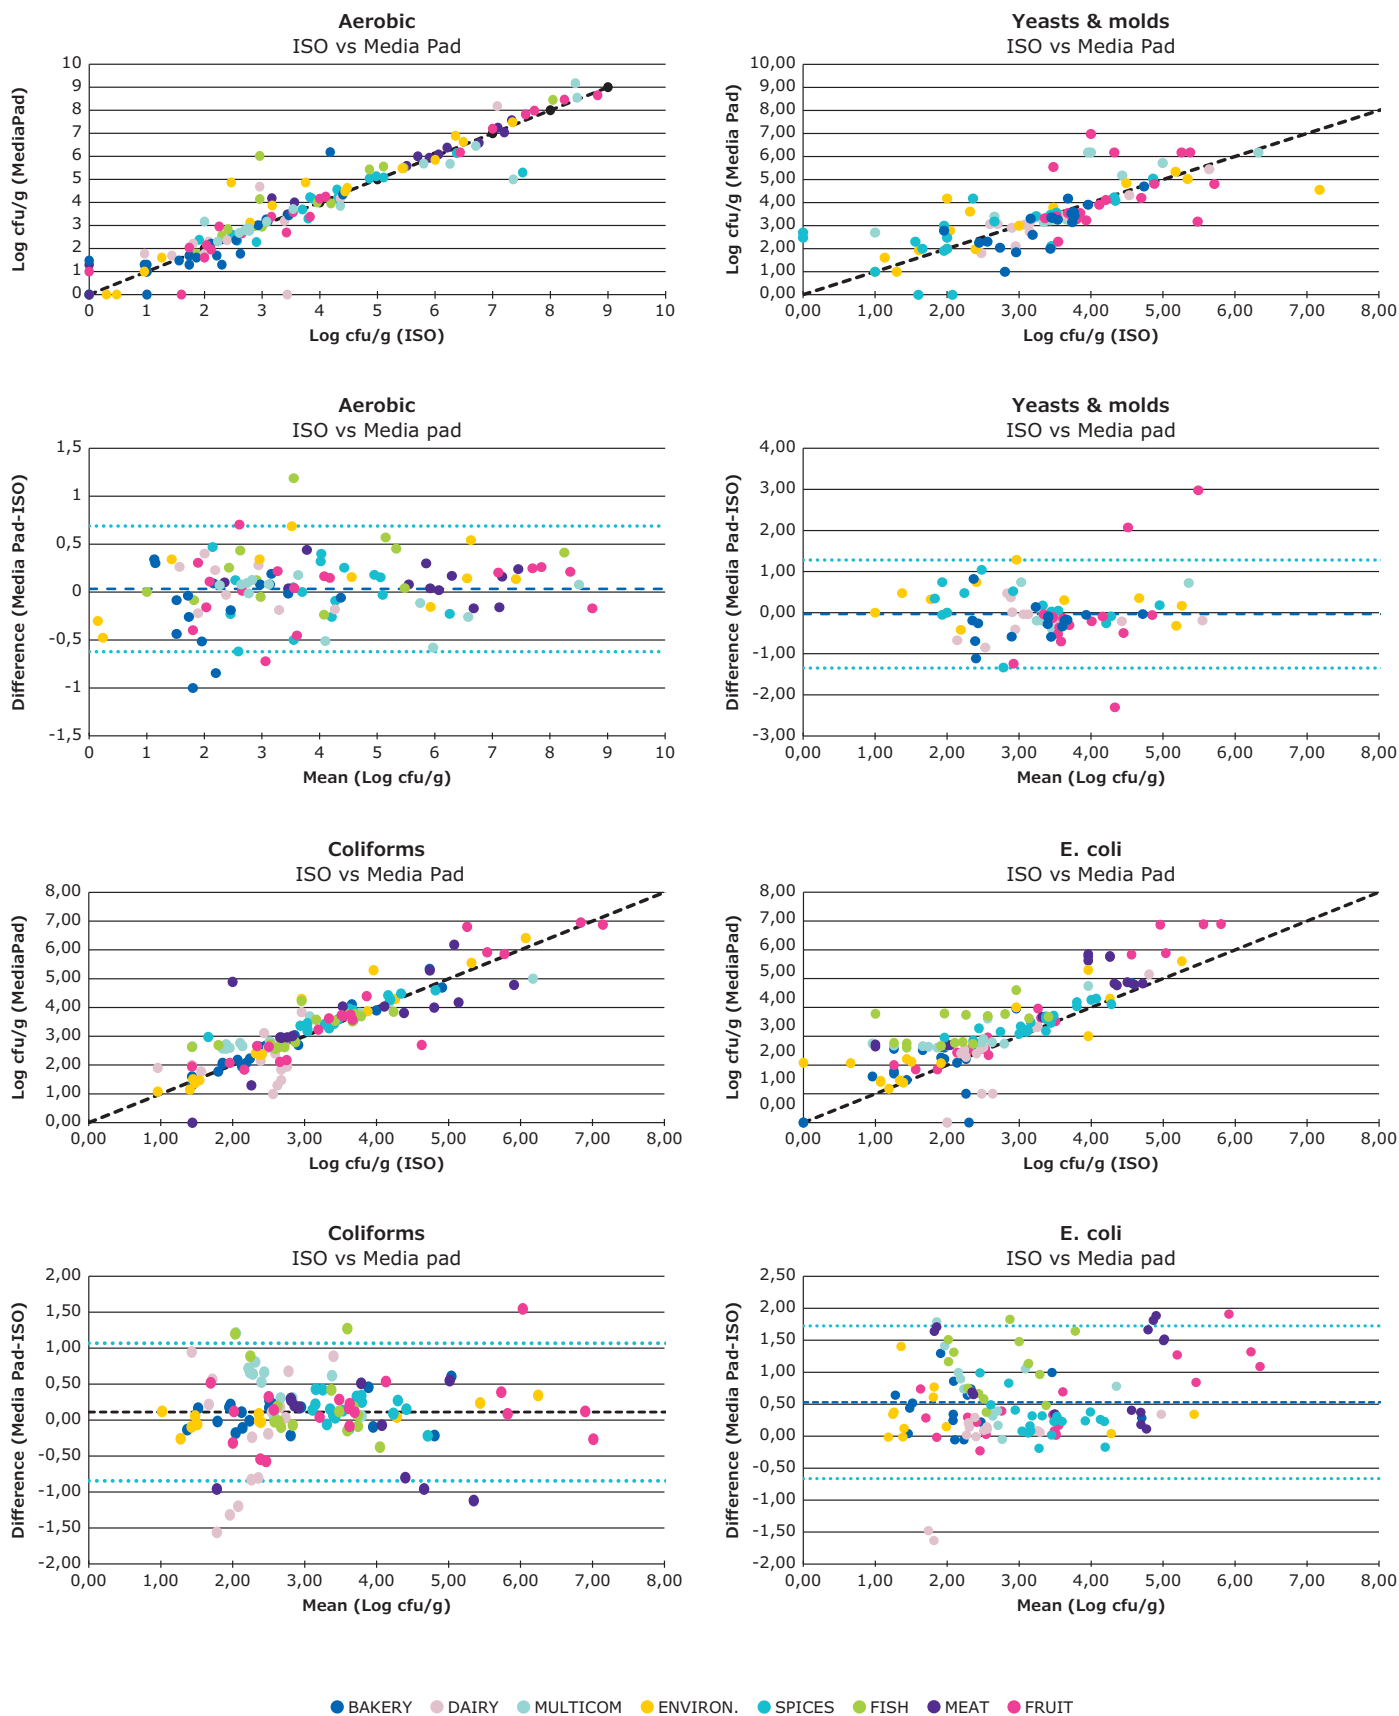 Aerobic
ISO vs Media Pad
Log cfu/g (MediaPad)
10
9
8
7
6
5
4
3
2
1
0
0 1 2 3 4 5 6 7 8 9 10
Log cfu/g (ISO)
Yeasts & molds
ISO vs Media Pad
Log cfu/g (Media Pad)
10,00
9,00
8,00
7,00
6,00
5,00
4,00
3,00
2,00
1,00
0,00
0,00 1,00 2,00 3,00 4,00 5,00 6,00 7,00 8,00
Log cfu/g (ISO)
Aerobic
ISO vs Media pad
Difference (Media Pad-ISO)
1,5
1
0,5
0
-0,5
-1
-1,5
0 1 2 3 4 5 6 7 8 9 10
Mean (Log cfu/g)
Yeasts & molds
ISO vs Media pad
Difference (Media Pad-ISO)
4,00
3,00
2,00
1,00
0,00
-1,00
-2,00
-3,00
0,00 1,00 2,00 3,00 4,00 5,00 6,00 7,00 8,00
Mean (Log cfu/g)
Coliforms
ISO vs Media Pad
Log cfu/g (MediaPad)
8,00
7,00
6,00
5,00
4,00
3,00
2,00
1,00
0,00
0,00 1,00 2,00 3,00 4,00 5,00 6,00 7,00 8,00
Log cfu/g (ISO)
E. coli
ISO vs Media Pad
Log cfu/g (MediaPad)
8,00
7,00
6,00
5,00
4,00
3,00
2,00
1,00
0,00
0,00 1,00 2,00 3,00 4,00 5,00 6,00 7,00 8,00
Log cfu/g (ISO)
Coliforms
ISO vs Media pad
Difference (Media Pad-ISO)
2,00
1,50
1,00
0,50
0,00
-0,50
-1,00
-1,50
-2,00
0,00 1,00 2,00 3,00 4,00 5,00 6,00 7,00 8,00
Mean (Log cfu/g)
E. coli
ISO vs Media pad
Difference (Media Pad-ISO)
2,50
2,00
1,50
1,00
0,50
0,00
-0,50
-1,00
-1,50
-2,00
0,00 1,00 2,00 3,00 4,00 5,00 6,00 7,00 8,00
Mean (Log cfu/g)
BAKERY DAIRY MULTICOM ENVIRON. SPICES FISH MEAT FRUIT